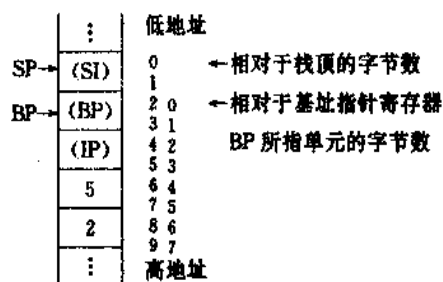 ⋮ 低地址
SP→ (SI) 0 ←相对于栈顶的字节数
1
BP→ (BP) 2 0 ←相对于基址指针寄存器
3 1 BP 所指单元的字节数
(IP) 4 2
5 3
5 6 4
7 5
2 8 6
9 7
⋮ 高地址